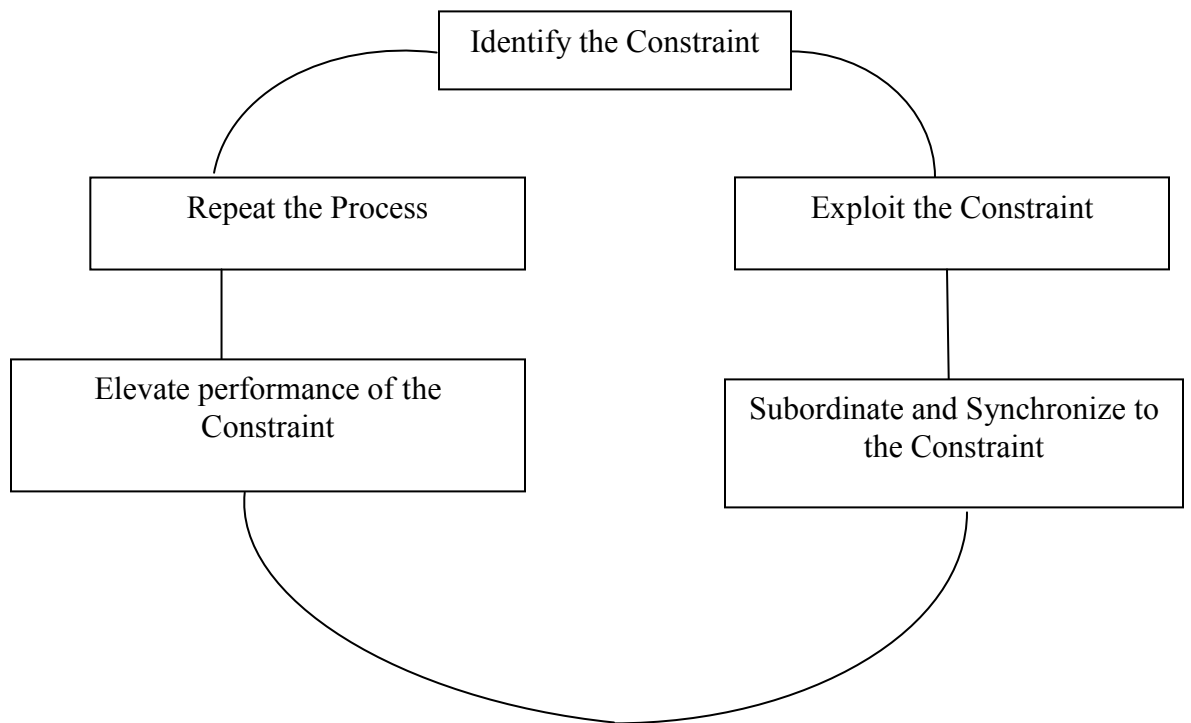 Identify the Constraint
Repeat the Process
Exploit the Constraint
Elevate performance of the
Constraint
Subordinate and Synchronize to
the Constraint